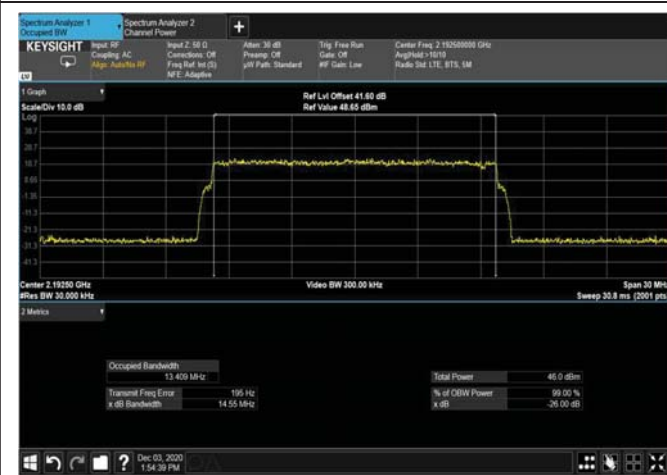 Spectrum Analyzer 1
Occupied BW
Spectrum Analyzer 2
Channel Power
+
KEYSIGHT
Input: RF
Coupling: AC
Align: Auto/No RF
Input Z: 50 Ω
Corrections: Off
Freq Ref: Int (S)
NFE: Adaptive
Atten: 30 dB
Preamp: Off
µW Path: Standard
Trig: Free Run
Gate: Off
#IF Gain: Low
Center Freq: 2.192500000 GHz
Avg|Hold:>10/10
Radio Std: LTE, BTS, 5M
LV
1 Graph
Scale/Div 10.0 dB
Ref Lvl Offset 41.60 dB
Ref Value 48.65 dBm
Log
38.7
28.7
18.7
-1.35
-11.3
-21.3
-31.3
-41.3
Center 2.19250 GHz
#Res BW 30.000 kHz
Video BW 300.00 kHz
Span 30 MHz
Sweep 30.8 ms (2001 pts)
2 Metrics
Occupied Bandwidth
13.409 MHz
Transmit Freq Error 195 Hz
x dB Bandwidth 14.55 MHz
Total Power 46.0 dBm
% of OBW Power 99.00 %
x dB -26.00 dB
?
Dec 03, 2020
1:54:39 PM